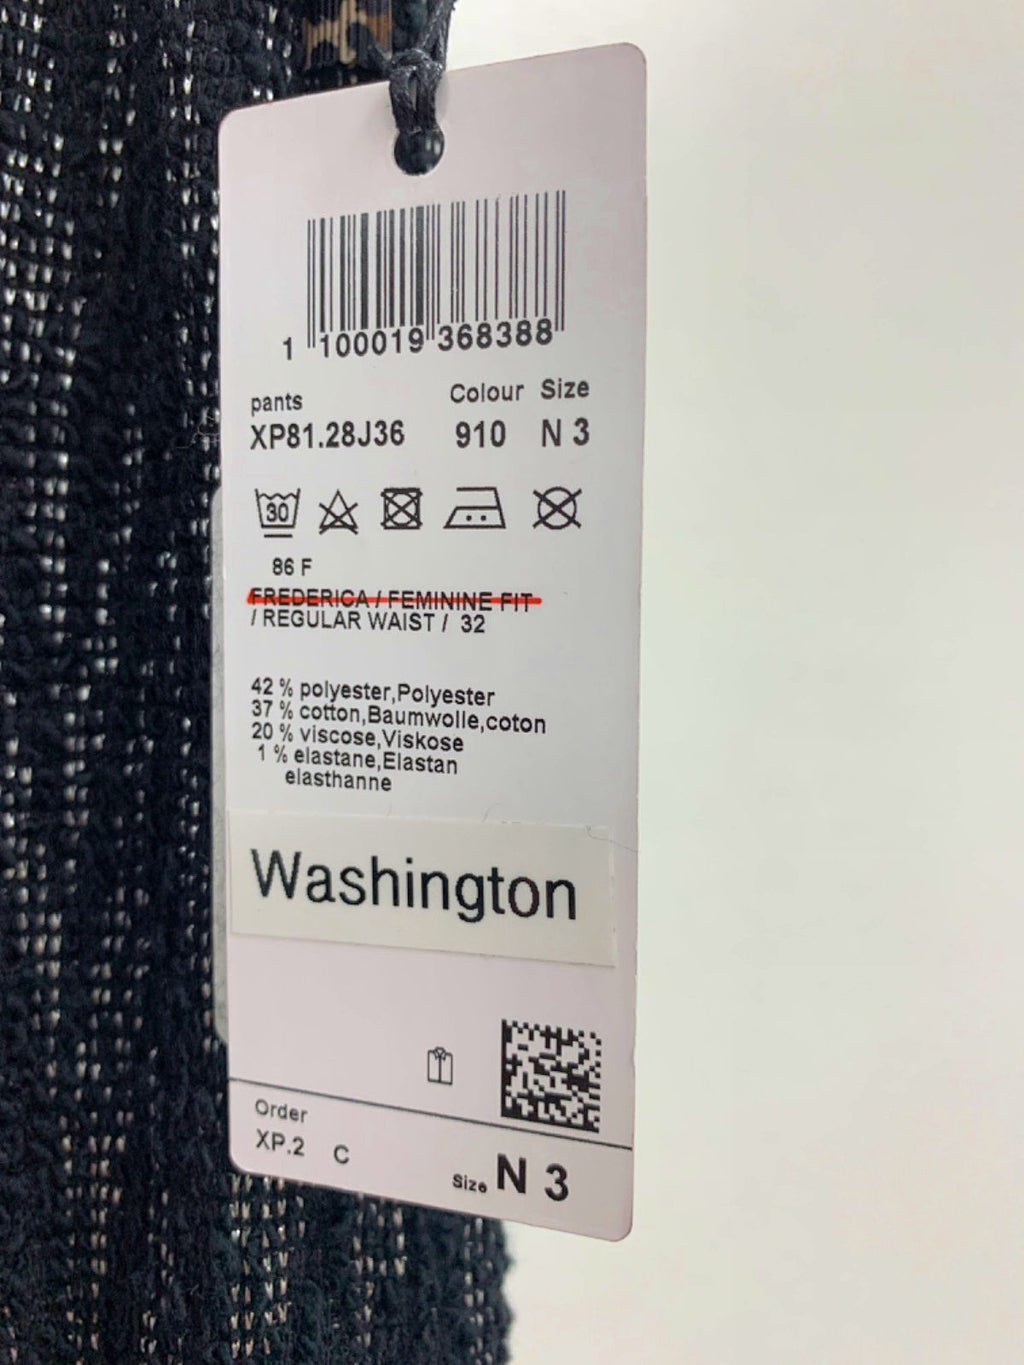 1 100019 368388
pants Colour Size
XP81.28J36 910 N 3
30
86 F
FREDERICA / FEMININE FIT
/ REGULAR WAIST / 32
42 % polyester,Polyester
37 % cotton,Baumwolle,coton
20 % viscose,Viskose
1 % elastane,Elastan
elasthanne
Washington
Order
XP.2 C
Size N 3